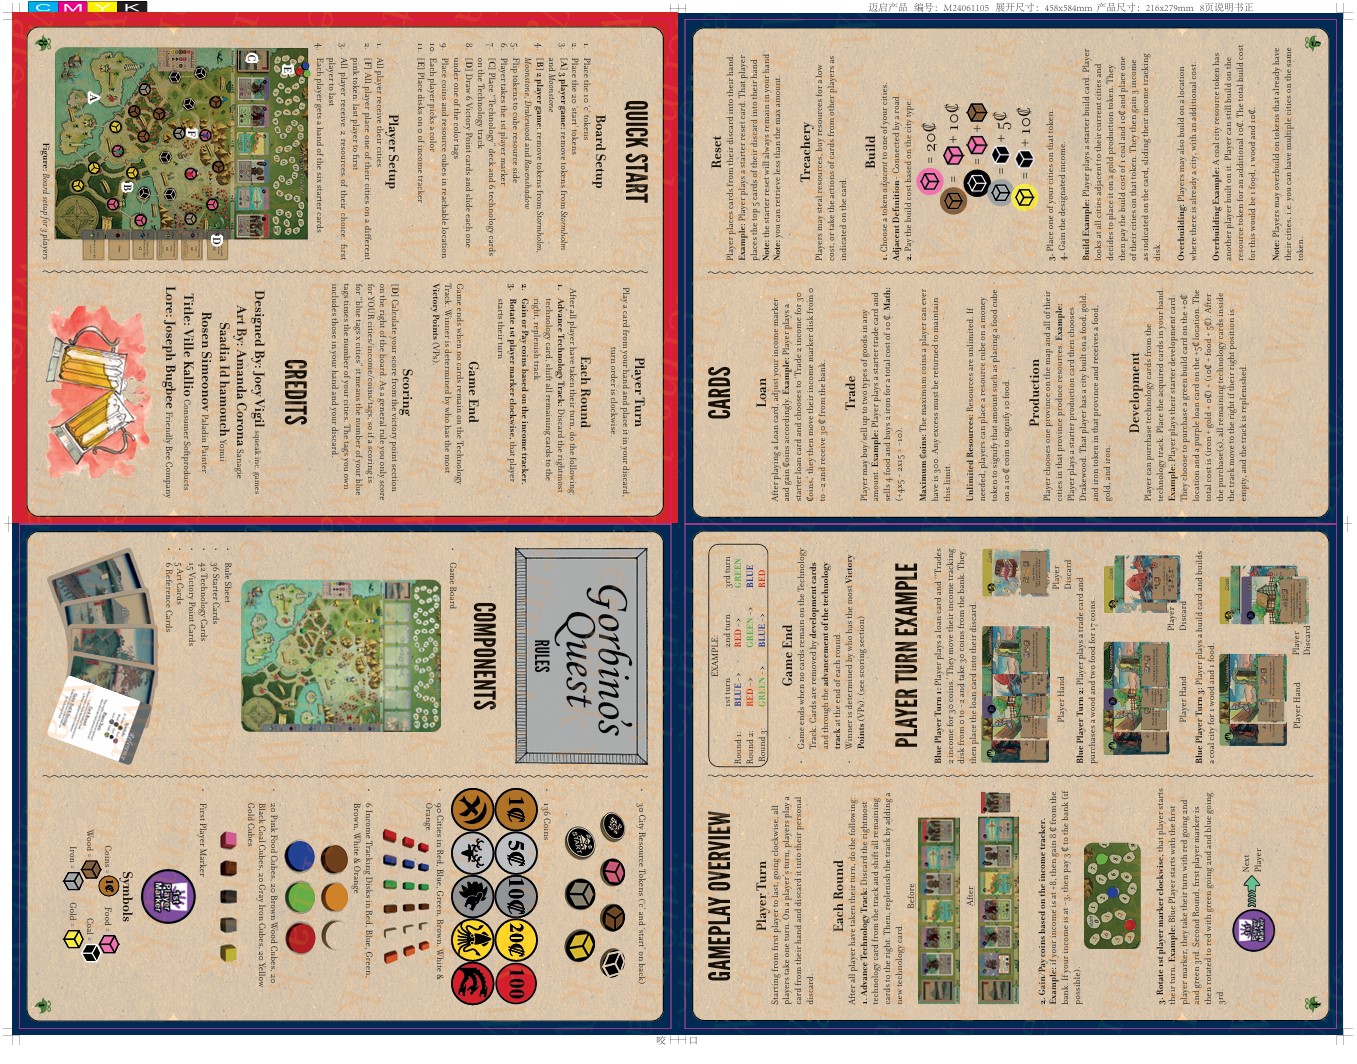 C M Y K
迈启产品 编号：M24061105 展开尺寸：458x584mm 产品尺寸：216x279mm 8页说明书正
QUICK START
Board Setup
1. Place the 10 'c' tokens
2. Place the 20 'start' tokens
3. [A] 3 player game: remove tokens from Stormholm
and Moonstone.
4. [B] 2 player game: remove tokens from Stormholm,
Moonstone, Underwood and Ravenshadow
5. Flip tokens to cube resource side
6. Player takes the 1st player marker
7. [C] Place "Technology" deck and 6 technology cards
on the Technology track
8. [D] Draw 6 Victory Point cards and slide each one
under one of the color tags
9. Place coins and resource cubes in reachable location
10. Each player picks a color
11. [E] Place disks on 0 of income tracker
Player Setup
1. All player receive their cities
2. [F] All player place one of their cities on a different
pink token: last player to first
3. All player receive 2 resources of their choice: first
player to last
4. Each player gets a hand of the six starter cards
A
B
C
D
E
F
Figure: Board setup for 3 players
Player Turn
Play a card from your hand and place it in your discard,
turn order is clockwise
Each Round
After all player have taken their turn, do the following:
1. Advance Technology Track: Discard the rightmost
technology card, shift all remaining cards to the
right, replenish track
2. Gain or Pay coins based on the income tracker.
3. Rotate 1st player marker clockwise, that player
starts their turn
Game End
Game ends when no cards remain on the Technology
Track. Winner is determined by who has the most
Victory Points (VPs).
Scoring
[D] Calculate your score from the victory point section
on the right of the board. As a general rule you only score
for YOUR cities/income/coins/tags, so if a scoring is
for "blue tags x cities", it means the number of your blue
tags times the number of your cities. The tags you own
includes those in your hand and your discard.
CREDITS
Designed By: Joey Vigil speak inc. games
Art By: Amanda Corona Sanagie
Saadia Id hamouch Yomii
Rosen Simeonov Paladin Painter
Title: Ville Kallio Consumer Softproducts
Lore: Joseph Bugbee Friendly Bee Company
Reset
Player places cards from their discard into their hand.
Example: Player plays a starter reset card. That player
places the top 5 cards of their discard into their hand
Note: the starter reset will always remain in your hand
Note: you can retrieve less than the max amount.
Treachery
Players may steal resources, buy resources for a low
cost, or take the actions of cards from other players as
indicated on the card.
Build
1. Choose a token adjacent to one of your cities.
Adjacent Definition - Connected by a road.
2. Pay the build cost based on the city type.
= 20₵
= + 10₵
= +
= + 5₵
= + 10₵
3. Place one of your cities on that token.
4. Gain the designated income.
Build Example: Player plays a starter build card. Player
looks at all cities adjacent to their current cities and
decides to place it on a gold production token. They
then pay the build cost of 1 coal and 10₵ and place one
of their cities on that token. They then gain 3 income
as indicated on the card, sliding their income tracking
disk.
Overbuilding: Players may also build on a location
where there is already a city, with an additional cost.
Overbuilding Example: A coal city resource token has
another player built on it. Player can still build on the
resource token for an additional 10₵. The total build cost
for this would be 1 food, 1 wood and 10₵.
Note: Players may overbuild on tokens that already have
their cities, i.e. you can have multiple cities on the same
token.
CARDS
Loan
After playing a Loan card, adjust your income marker
and gain ₵oins accordingly. Example: Player plays a
starter loan card and chooses to Trade 2 income for 30
₵oins, they then move their income marker disk from 0
to -2 and receive 30 ₵ from the bank
Trade
Player may buy/sell up to two types of goods in any
amount. Example: Player plays a starter trade card and
sells 4 food and buys 2 iron for a total cost of 10 ₵. Math:
(+4x5 - 2x15 = -10).
Maximum Coins: The maximum coins a player can ever
have is 300. Any excess must be returned to maintain
this limit.
Unlimited Resources: Resources are unlimited. If
needed, players can place a resource cube on a money
token to signify that amount such as placing a food cube
on a 10 ₵ coin to signify 10 food.
Production
Player chooses one province on the map and all of their
cities in that province produce resources. Example:
Player plays a starter production card then chooses
Drakewood. That player has a city built on a food, gold,
and iron token in that province and receives a food,
gold, and iron.
Development
Player can purchase technology cards from the
technology track. Place the acquired cards in your hand.
Example: Player plays their starter development card.
They choose to purchase a green build card on the +0₵
location and a purple loan card on the +5₵ location. The
total cost is (iron + gold + 0₵) + (10₵ + food + 5₵). After
the purchase(s), all remaining technology cards inside
the track move to the right if their right position is
empty, and the track is replenished.
Gorbino's
Quest
RULES
COMPONENTS
· Game Board
· Rule Sheet
· 36 Starter Cards
· 42 Technology Cards
· 15 Victory Point Cards
· 5 Art Cards
· 6 Reference Cards
· 30 City Resource Tokens ('c' and 'start' on back)
· 136 Coins
1₵ 5₵ 10₵ 20₵ 100
· 90 Cities in Red, Blue, Green, Brown, White &
Orange
· 6 Income Tracking Disks in Red, Blue, Green,
Brown, White & Orange
· 20 Pink Food Cubes, 20 Brown Wood Cubes, 20
Black Coal Cubes, 20 Gray Iron Cubes, 20 Yellow
Gold Cubes
· First Player Marker
1ST PLAYER MARKER
Symbols
Coins =
Food =
Wood =
Coal =
Iron =
Gold =
EXAMPLE
1st turn 2nd turn 3rd turn
Round 1: BLUE -> RED -> GREEN
Round 2: RED -> GREEN -> BLUE
Round 3: GREEN -> BLUE -> RED
Game End
· Game ends when no cards remain on the Technology
Track. Cards are removed by development cards
and through the advancement of the technology
track at the end of each round.
· Winner is determined by who has the most Victory
Points (VPs). (see scoring section)
PLAYER TURN EXAMPLE
Blue Player Turn 1: Player plays a loan card and "Trades
2 income for 30 coins." They move their income tracking
disk from 0 to -2 and take 30 coins from the bank. They
then place the loan card into their discard.
Player Hand
Player Discard
Blue Player Turn 2: Player plays a trade card and
purchases a wood and two food for 17 coins.
Player Hand
Player Discard
Blue Player Turn 3: Player plays a build card and builds
a coal city for 1 wood and 1 food.
Player Hand
Player Discard
GAMEPLAY OVERVIEW
Player Turn
Starting from first player to last, going clockwise, all
players take one turn. On a player's turn, players play a
card from their hand and discard it into their personal
discard.
Each Round
After all player have taken their turn, do the following:
1. Advance Technology Track: Discard the rightmost
technology card from the track and shift all remaining
cards to the right. Then, replenish the track by adding a
new technology card.
Before
After
2. Gain/Pay coins based on the income tracker.
Example: if your income is at +8, then gain 8 ₵ from the
bank. If your income is at -3, then pay 3 ₵ to the bank (if
possible).
3. Rotate 1st player marker clockwise, that player starts
their turn. Example: Blue Player starts with the first
player marker, they take their turn with red going 2nd
and green 3rd. Second Round, first player marker is
then rotated to red with green going 2nd and blue going
3rd.
1ST PLAYER MARKER
Next
Player
咬 口